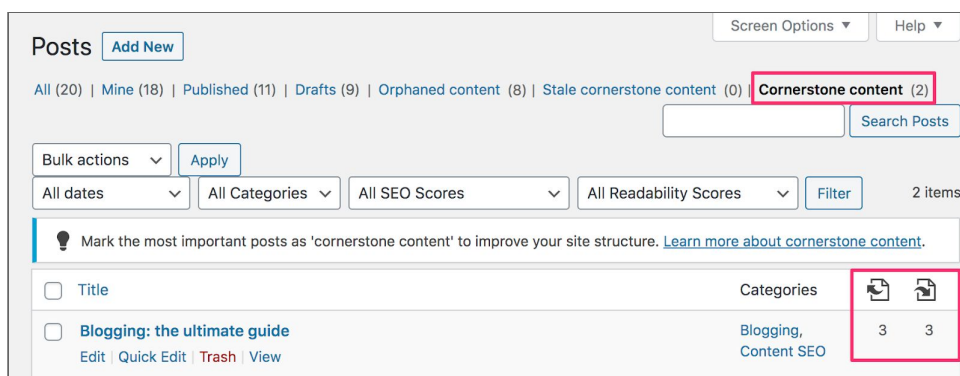 Screen Options ▼ Help ▼
Posts Add New
All (20) | Mine (18) | Published (11) | Drafts (9) | Orphaned content (8) | Stale cornerstone content (0) | Cornerstone content (2)
Search Posts
Bulk actions Apply
All dates All Categories All SEO Scores All Readability Scores Filter 2 items
Mark the most important posts as 'cornerstone content' to improve your site structure. Learn more about cornerstone content.
Title Categories
Blogging: the ultimate guide Blogging, 3 3
Edit | Quick Edit | Trash | View Content SEO